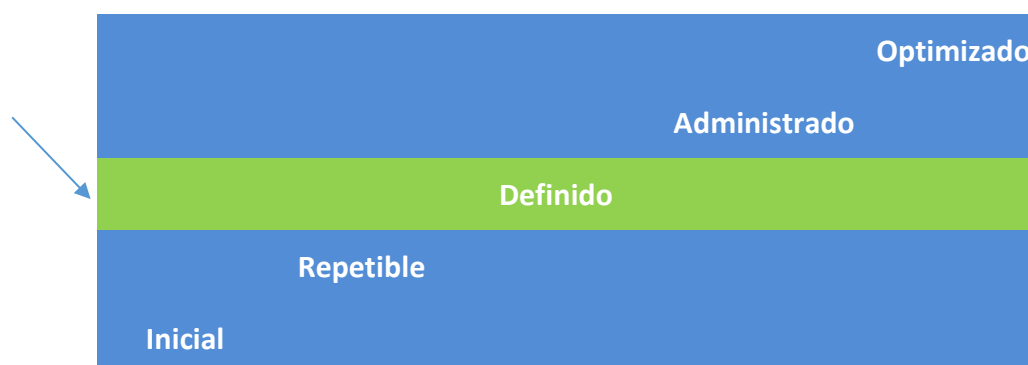 Optimizado
Administrado
Definido
Repetible
Inicial